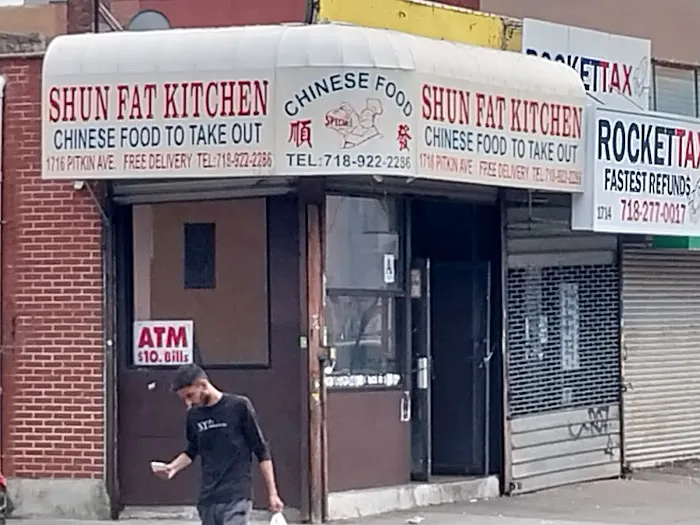 SHUN FAT KITCHEN
CHINESE FOOD TO TAKE OUT
1716 PITKIN AVE. FREE DELIVERY TEL:718-922-2286
CHINESE FOOD
SPECIAL
順 發
TEL:718-922-2286
SHUN FAT KITCHEN
CHINESE FOOD TO TAKE OUT
1716 PITKIN AVE. FREE DELIVERY TEL.718-922-2286
ROCKETTAX
ROCKETTAX
FASTEST REFUNDS
1714 718-277-0017
A
ATM
$10. Bills
NY